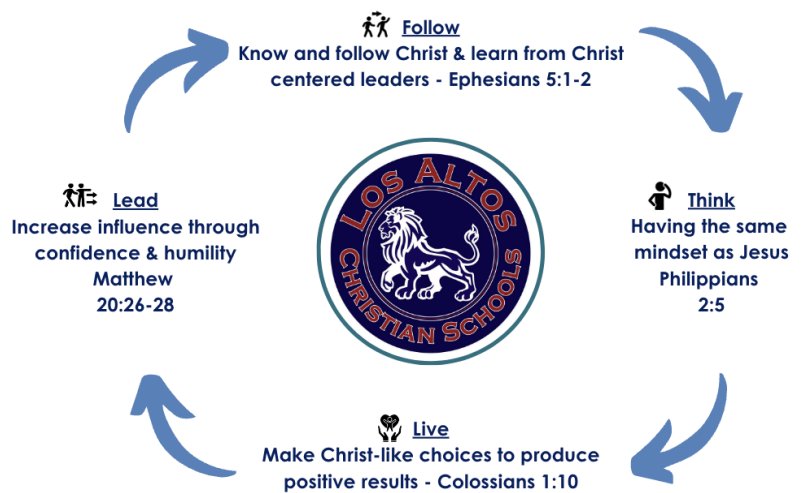 Follow
Know and follow Christ & learn from Christ
centered leaders - Ephesians 5:1-2
Think
Having the same
mindset as Jesus
Philippians
2:5
Live
Make Christ-like choices to produce
positive results - Colossians 1:10
Lead
Increase influence through
confidence & humility
Matthew
20:26-28
LOS ALTOS
CHRISTIAN SCHOOLS